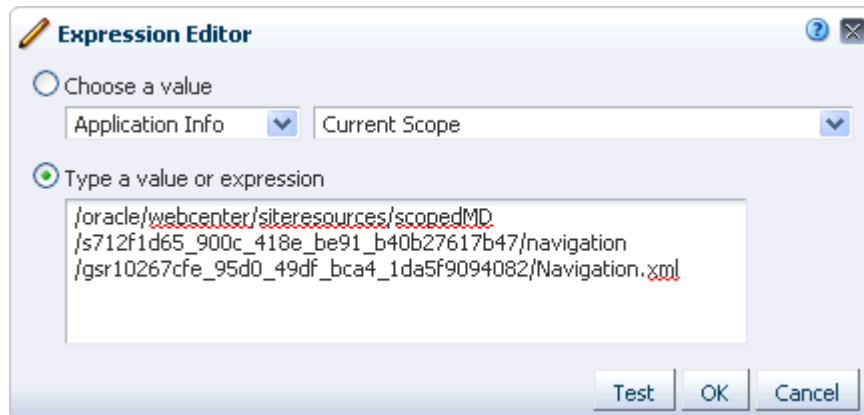 Expression Editor
Choose a value
Application Info Current Scope
Type a value or expression
/oracle/webcenter/siteresources/scopedMD
/s712f1d65_900c_418e_be91_b40b27617b47/navigation
/gsr10267cfe_95d0_49df_bca4_1da5f9094082/Navigation.xml
Test OK Cancel